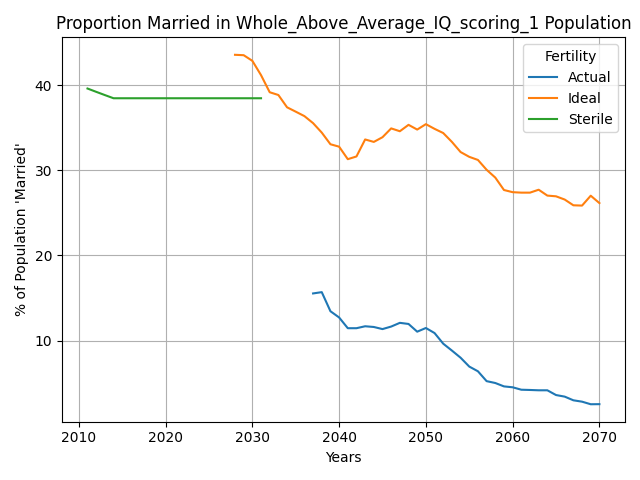 Proportion Married in Whole_Above_Average_IQ_scoring_1 Population
Fertility
Actual
Ideal
Sterile
% of Population 'Married'
40
30
20
10
2010 2020 2030 2040 2050 2060 2070
Years